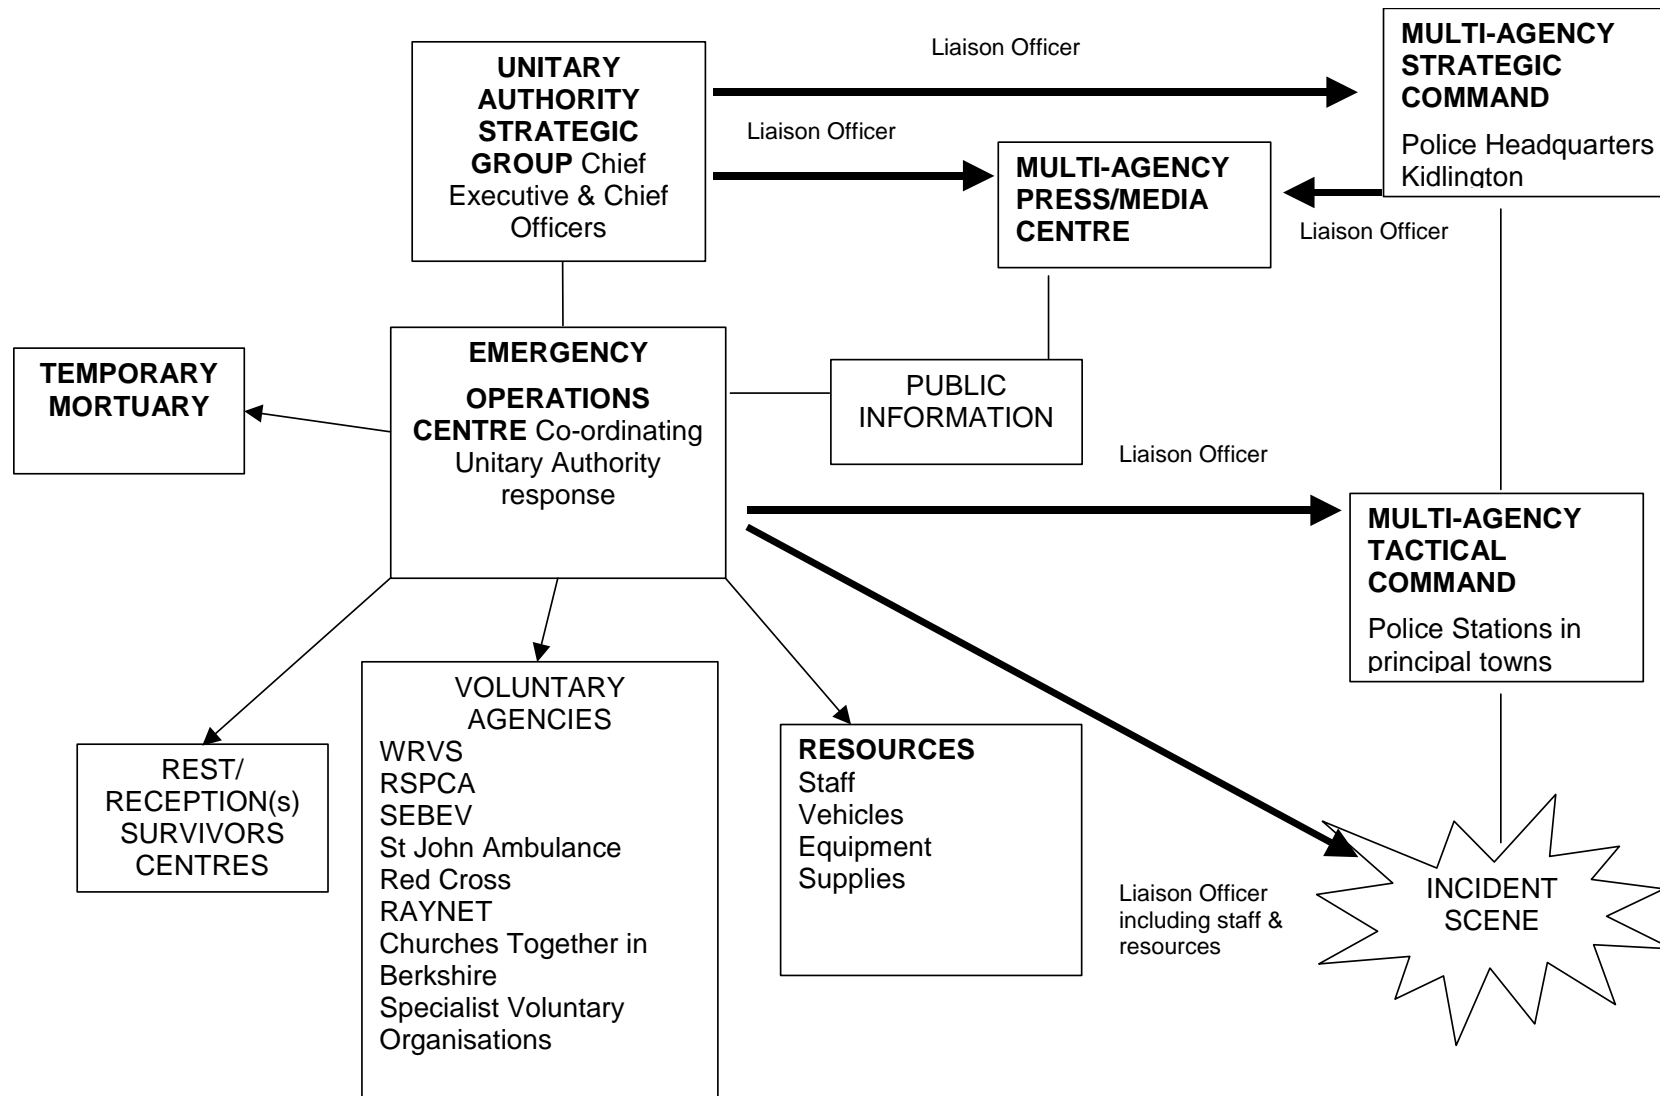 Liaison Officer
UNITARY
AUTHORITY
STRATEGIC
GROUP Chief
Executive & Chief
Officers
MULTI-AGENCY
STRATEGIC
COMMAND
Police Headquarters
Kidlington
Liaison Officer
MULTI-AGENCY
PRESS/MEDIA
CENTRE
Liaison Officer
TEMPORARY
MORTUARY
EMERGENCY
OPERATIONS
CENTRE Co-ordinating
Unitary Authority
response
PUBLIC
INFORMATION
Liaison Officer
MULTI-AGENCY
TACTICAL
COMMAND
Police Stations in
principal towns
REST/
RECEPTION(s)
SURVIVORS
CENTRES
VOLUNTARY
AGENCIES
WRVS
RSPCA
SEBEV
St John Ambulance
Red Cross
RAYNET
Churches Together in
Berkshire
Specialist Voluntary
Organisations
RESOURCES
Staff
Vehicles
Equipment
Supplies
Liaison Officer
including staff &
resources
INCIDENT
SCENE